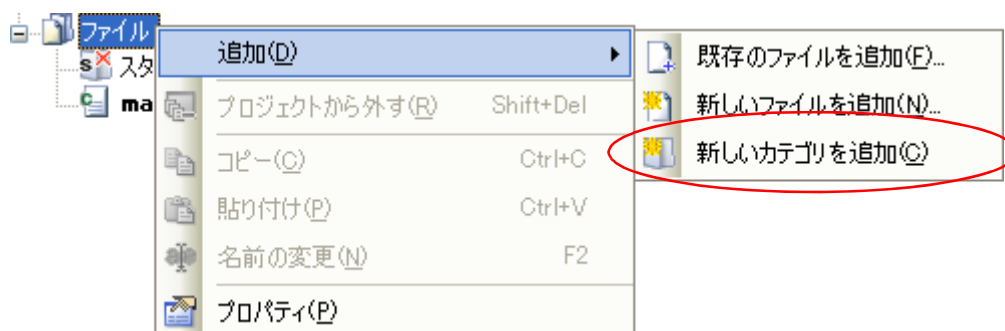 ファイル
スタ
ma
追加(D)
プロジェクトから外す(R) Shift+Del
コピー(C) Ctrl+C
貼り付け(P) Ctrl+V
名前の変更(N) F2
プロパティ(P)
既存のファイルを追加(F)...
新しいファイルを追加(N)...
新しいカテゴリを追加(C)